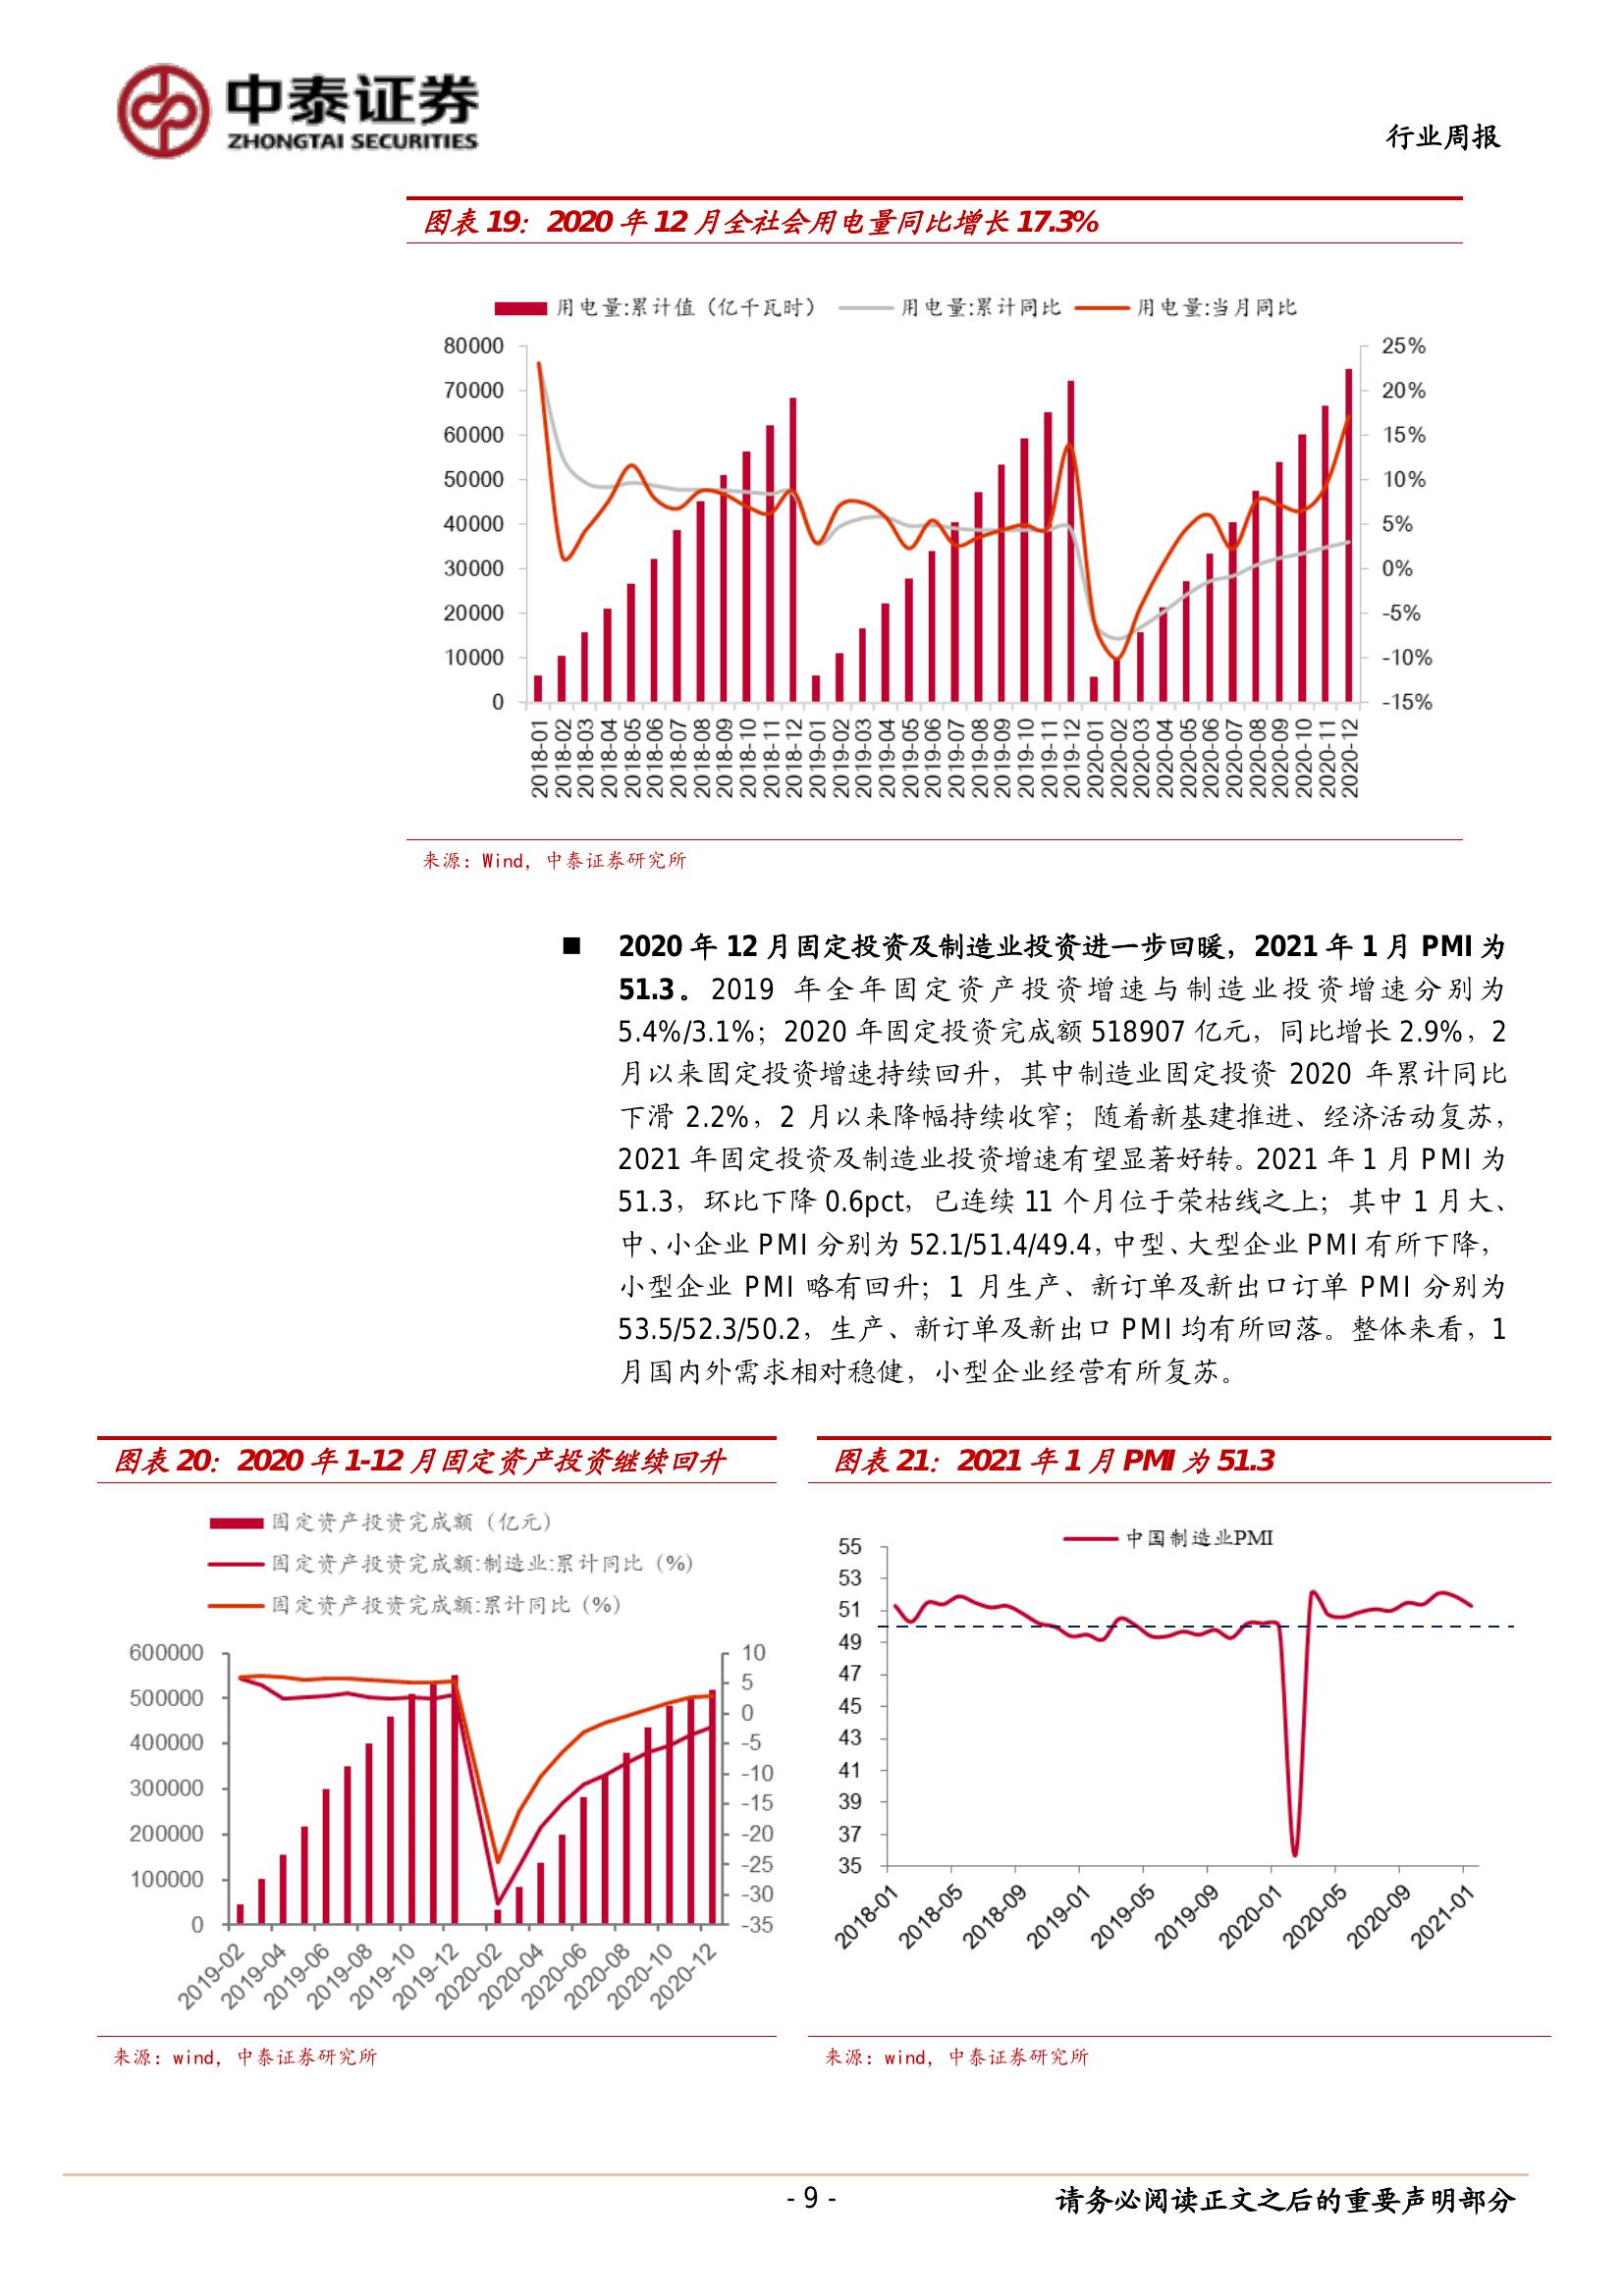 中泰证券
ZHONGTAI SECURITIES
行业周报
图表 19：2020 年 12 月全社会用电量同比增长 17.3%
用电量:累计值（亿千瓦时） 用电量:累计同比 用电量:当月同比
80000
70000
60000
50000
40000
30000
20000
10000
0
25%
20%
15%
10%
5%
0%
-5%
-10%
-15%
2018-01 2018-02 2018-03 2018-04 2018-05 2018-06 2018-07 2018-08 2018-09 2018-10 2018-11 2018-12 2019-01 2019-02 2019-03 2019-04 2019-05 2019-06 2019-07 2019-08 2019-09 2019-10 2019-11 2019-12 2020-01 2020-02 2020-03 2020-04 2020-05 2020-06 2020-07 2020-08 2020-09 2020-10 2020-11 2020-12
来源：Wind，中泰证券研究所
■ 2020 年 12 月固定投资及制造业投资进一步回暖，2021 年 1 月 PMI 为
51.3。2019 年全年固定资产投资增速与制造业投资增速分别为
5.4%/3.1%；2020 年固定投资完成额 518907 亿元，同比增长 2.9%，2
月以来固定投资增速持续回升，其中制造业固定投资 2020 年累计同比
下滑 2.2%，2 月以来降幅持续收窄；随着新基建推进、经济活动复苏，
2021 年固定投资及制造业投资增速有望显著好转。2021 年 1 月 PMI 为
51.3，环比下降 0.6pct，已连续 11 个月位于荣枯线之上；其中 1 月大、
中、小企业 PMI 分别为 52.1/51.4/49.4，中型、大型企业 PMI 有所下降，
小型企业 PMI 略有回升；1 月生产、新订单及新出口订单 PMI 分别为
53.5/52.3/50.2，生产、新订单及新出口 PMI 均有所回落。整体来看，1
月国内外需求相对稳健，小型企业经营有所复苏。
图表 20：2020 年 1-12 月固定资产投资继续回升
固定资产投资完成额（亿元）
固定资产投资完成额:制造业:累计同比（%）
固定资产投资完成额:累计同比（%）
600000
500000
400000
300000
200000
100000
0
10
5
0
-5
-10
-15
-20
-25
-30
-35
2019-02 2019-04 2019-06 2019-08 2019-10 2019-12 2020-02 2020-04 2020-06 2020-08 2020-10 2020-12
来源：wind，中泰证券研究所
图表 21：2021 年 1 月 PMI 为 51.3
中国制造业PMI
55
53
51
49
47
45
43
41
39
37
35
2018-01 2018-05 2018-09 2019-01 2019-05 2019-09 2020-01 2020-05 2020-09 2021-01
来源：wind，中泰证券研究所
- 9 -
请务必阅读正文之后的重要声明部分